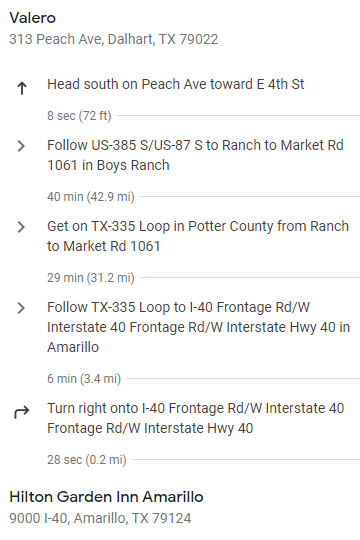 Valero
313 Peach Ave, Dalhart, TX 79022
Head south on Peach Ave toward E 4th St
8 sec (72 ft)
Follow US-385 S/US-87 S to Ranch to Market Rd
1061 in Boys Ranch
40 min (42.9 mi)
Get on TX-335 Loop in Potter County from Ranch
to Market Rd 1061
29 min (31.2 mi)
Follow TX-335 Loop to I-40 Frontage Rd/W
Interstate 40 Frontage Rd/W Interstate Hwy 40 in
Amarillo
6 min (3.4 mi)
Turn right onto I-40 Frontage Rd/W Interstate 40
Frontage Rd/W Interstate Hwy 40
28 sec (0.2 mi)
Hilton Garden Inn Amarillo
9000 I-40, Amarillo, TX 79124